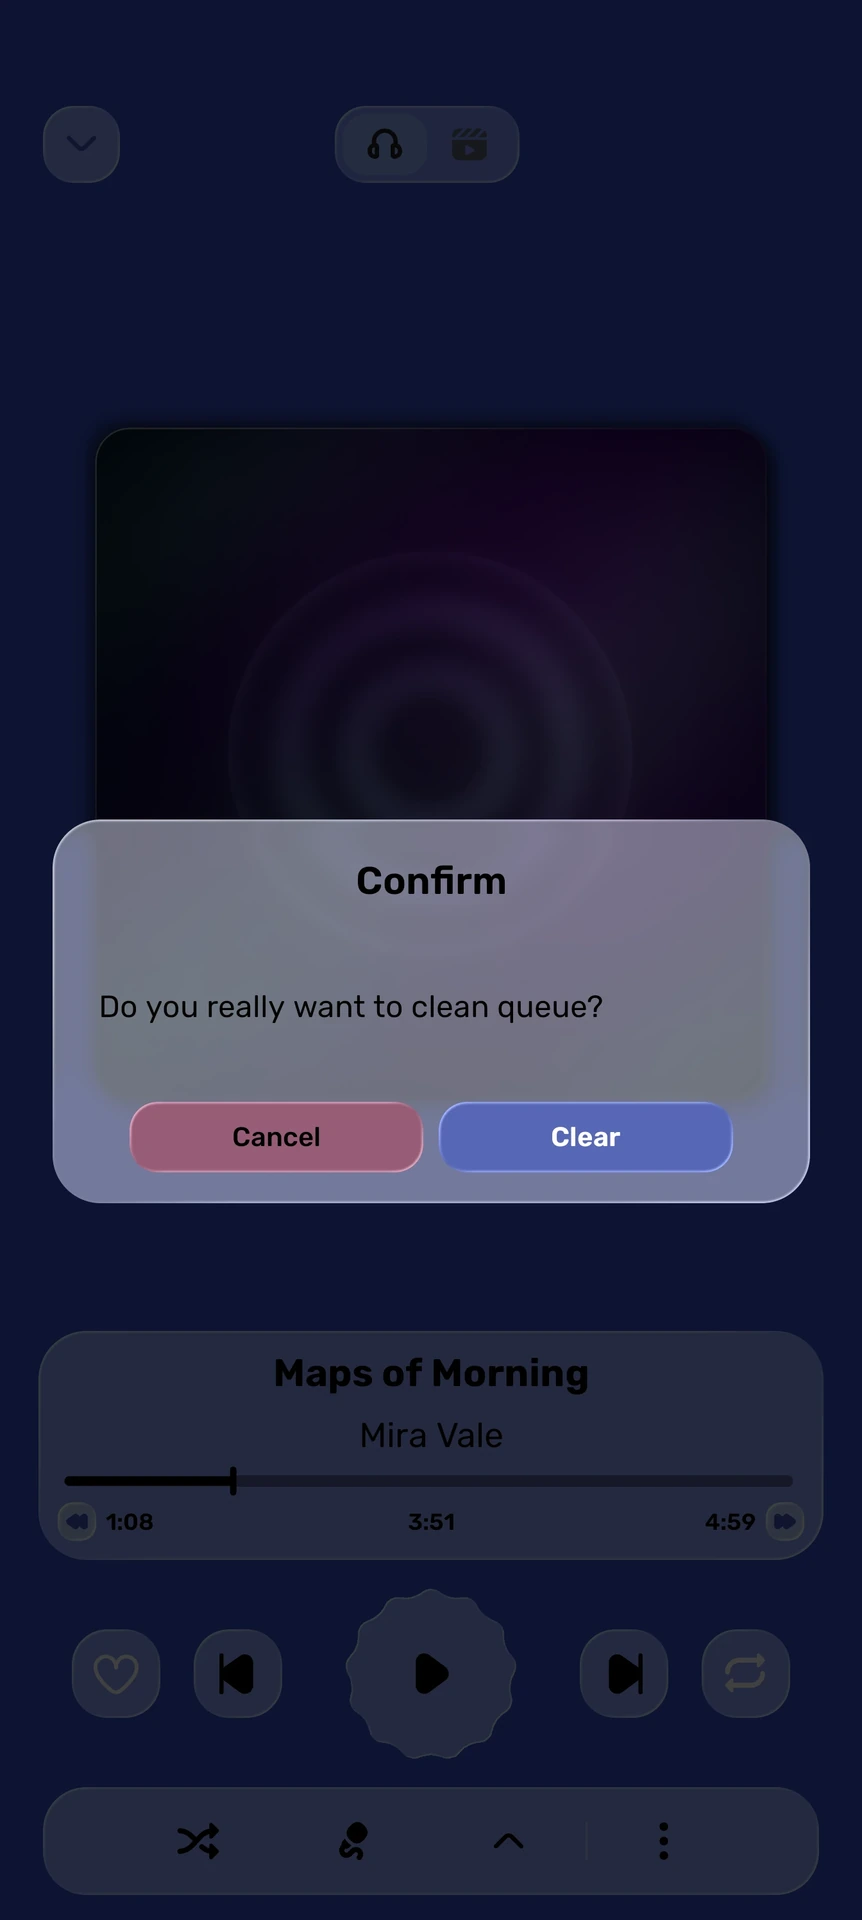 Confirm
Do you really want to clean queue?
Cancel
Clear
Maps of Morning
Mira Vale
1:08
3:51
4:59